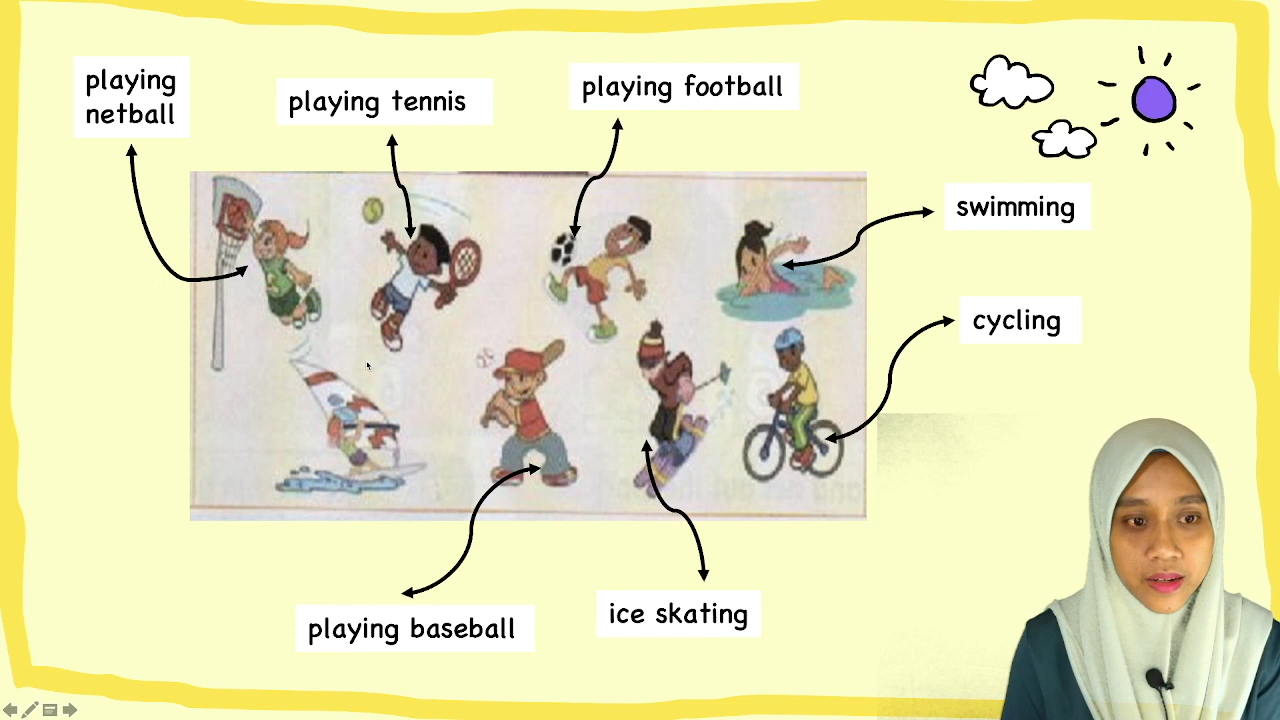 playing
netball
playing tennis
playing football
swimming
cycling
playing baseball
ice skating